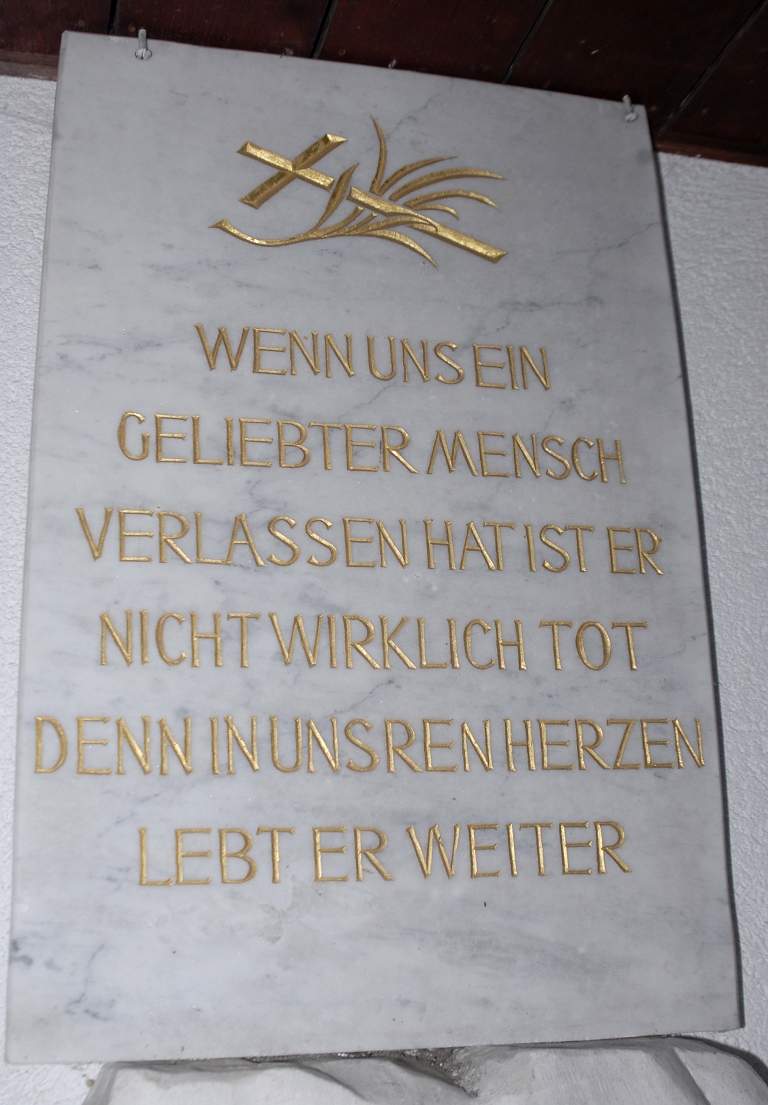 WENN UNS EIN
GELIEBTER MENSCH
VERLASSEN HAT IST ER
NICHT WIRKLICH TOT
DENN IN UNSREN HERZEN
LEBT ER WEITER